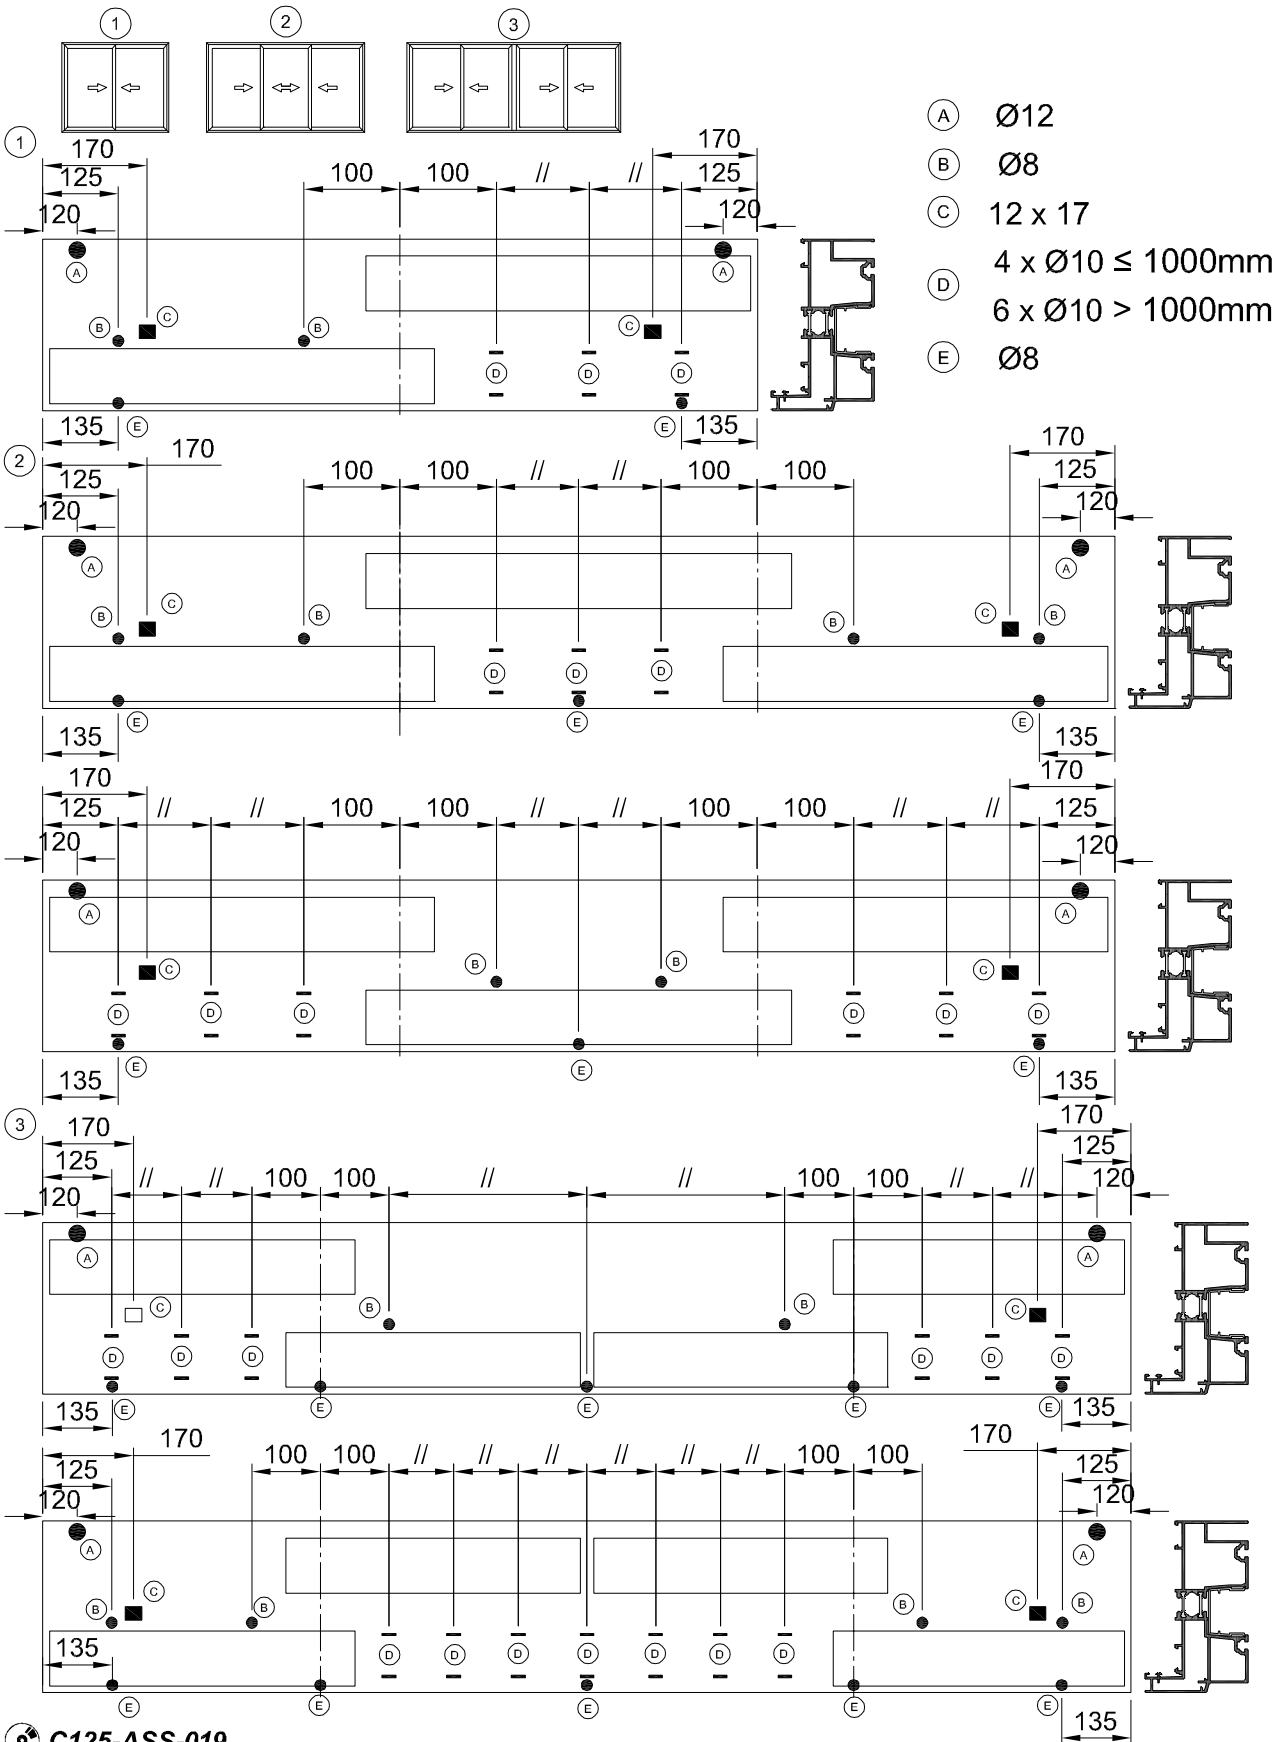 1 2 3
A Ø12
B Ø8
C 12 x 17
D 4 x Ø10 ≤ 1000mm
6 x Ø10 > 1000mm
E Ø8
1
170 170
125 100 100 // // 125
120 120
A A
B C B C
D D D
135 E E 135
2
170 170
125 100 100 // // 100 100 125
120 120
A A
B C B B C B
D D D
E E E
135 135
170 170
125 // // 100 100 // // 100 100 // // 125
120 120
A A
C B B C
D D D D D D
E E E
135 135
3
170 170
125 // // 100 100 // // 100 100 // // 125
120 120
A A
C B B C
D D D D D D
E E E E E
135 135
170 170
125 100 100 // // // // // // 100 100 125
120 120
A A
B C B B C B
135 D D D D D D D
E E E E E
135
C125-ASS-019